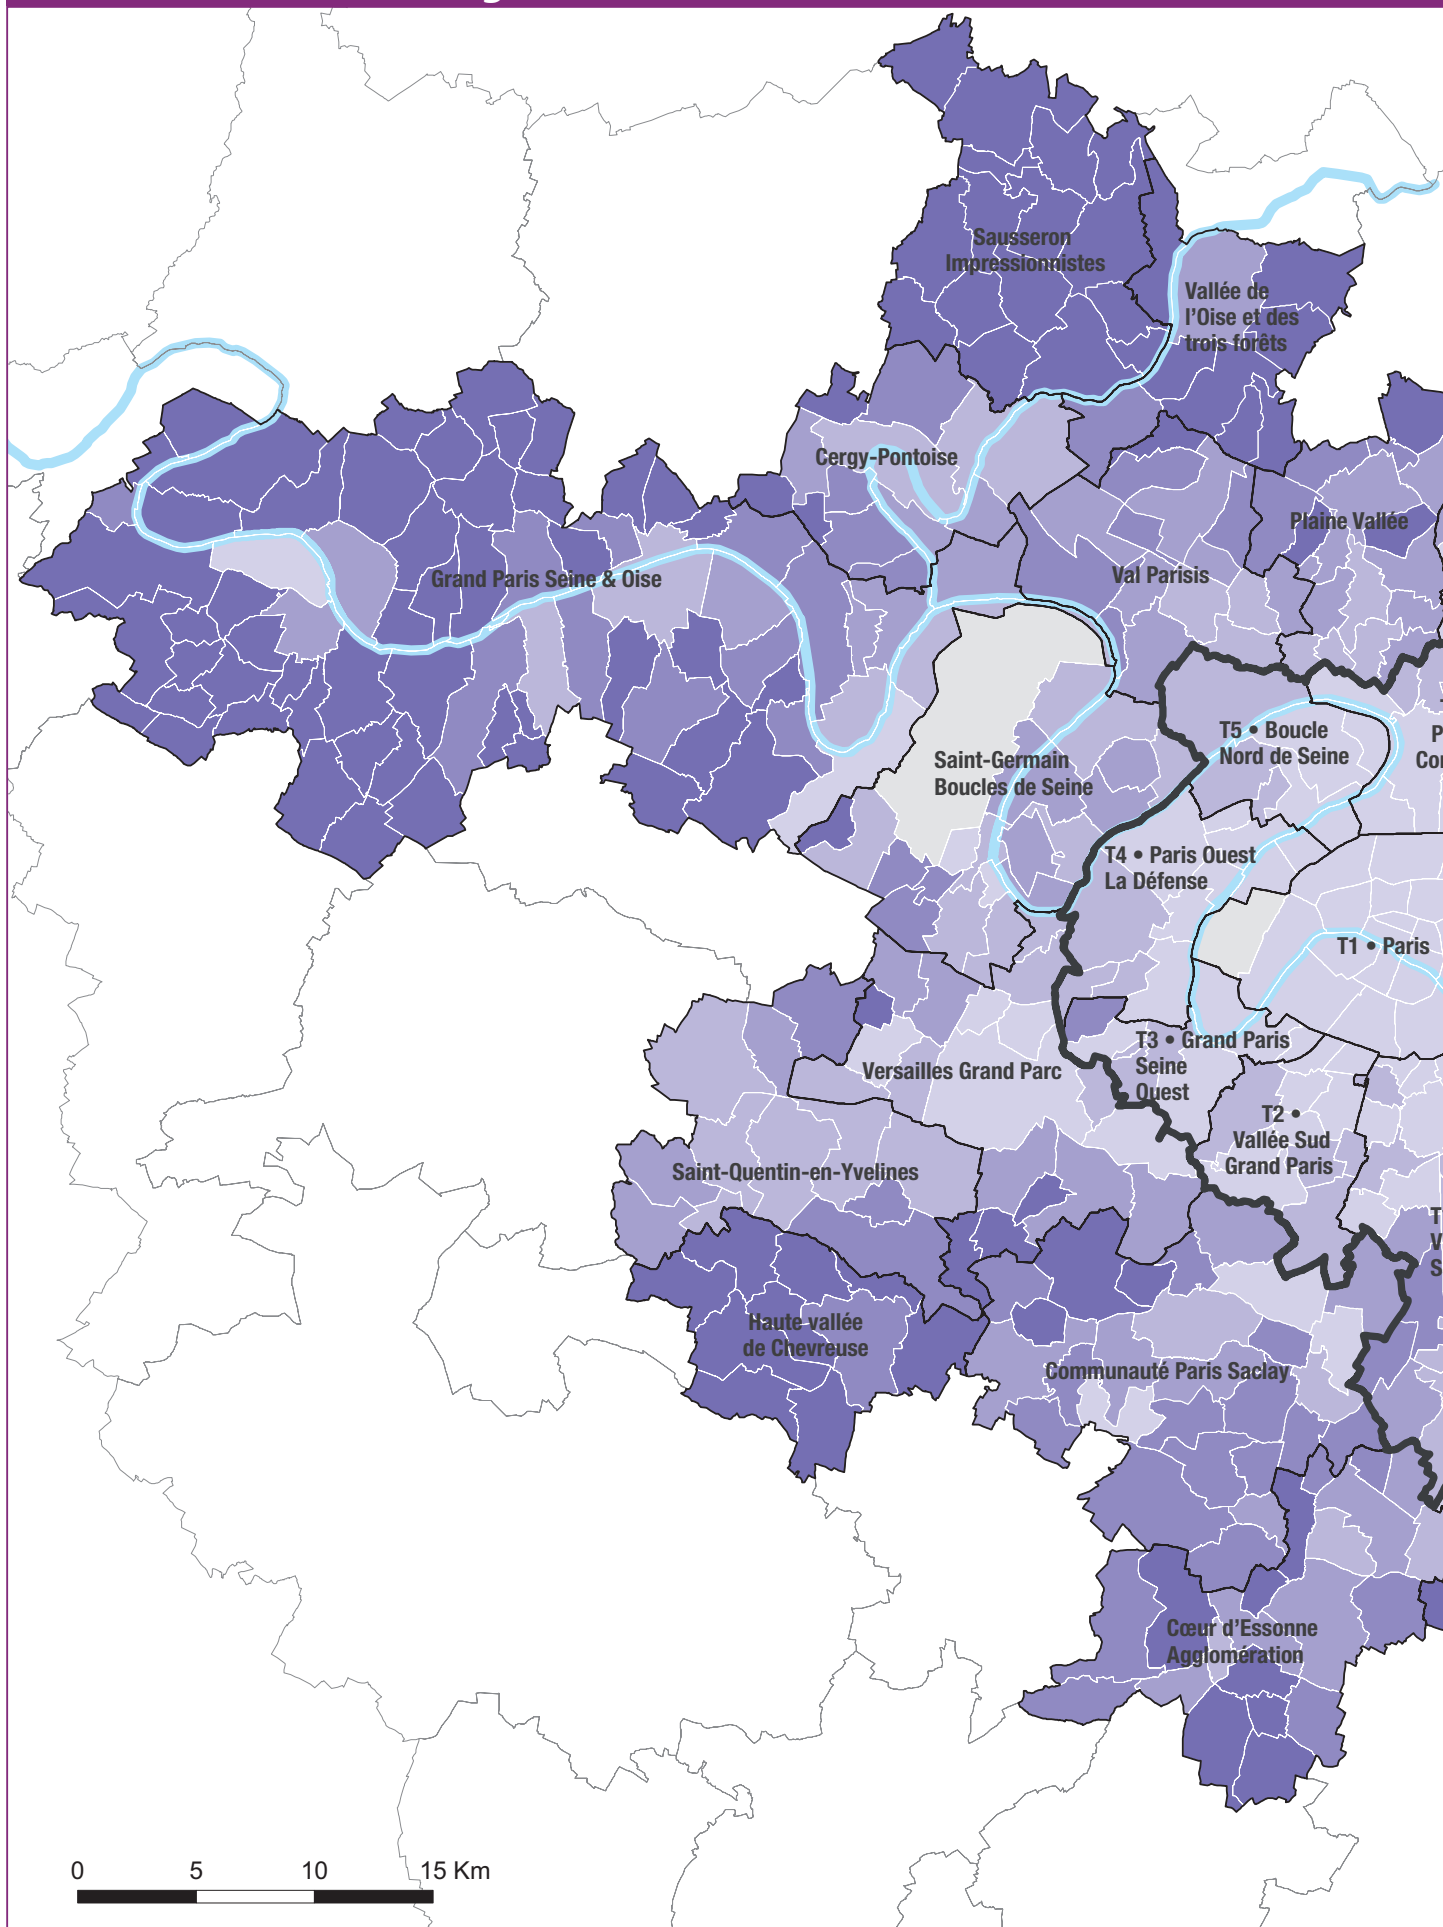 Sausseron
Impressionnistes
Vallée de
l'Oise et des
trois forêts
Cergy-Pontoise
Plaine Vallée
Grand Paris Seine & Oise
Val Parisis
T5 • Boucle
Nord de Seine
Saint-Germain
Boucles de Seine
T4 • Paris Ouest
La Défense
T1 • Paris
T3 • Grand Paris
Seine
Ouest
Versailles Grand Parc
T2 •
Vallée Sud
Grand Paris
Saint-Quentin-en-Yvelines
Haute vallée
de Chevreuse
Communauté Paris Saclay
Cœur d'Essonne
Agglomération
0 5 10 15 Km